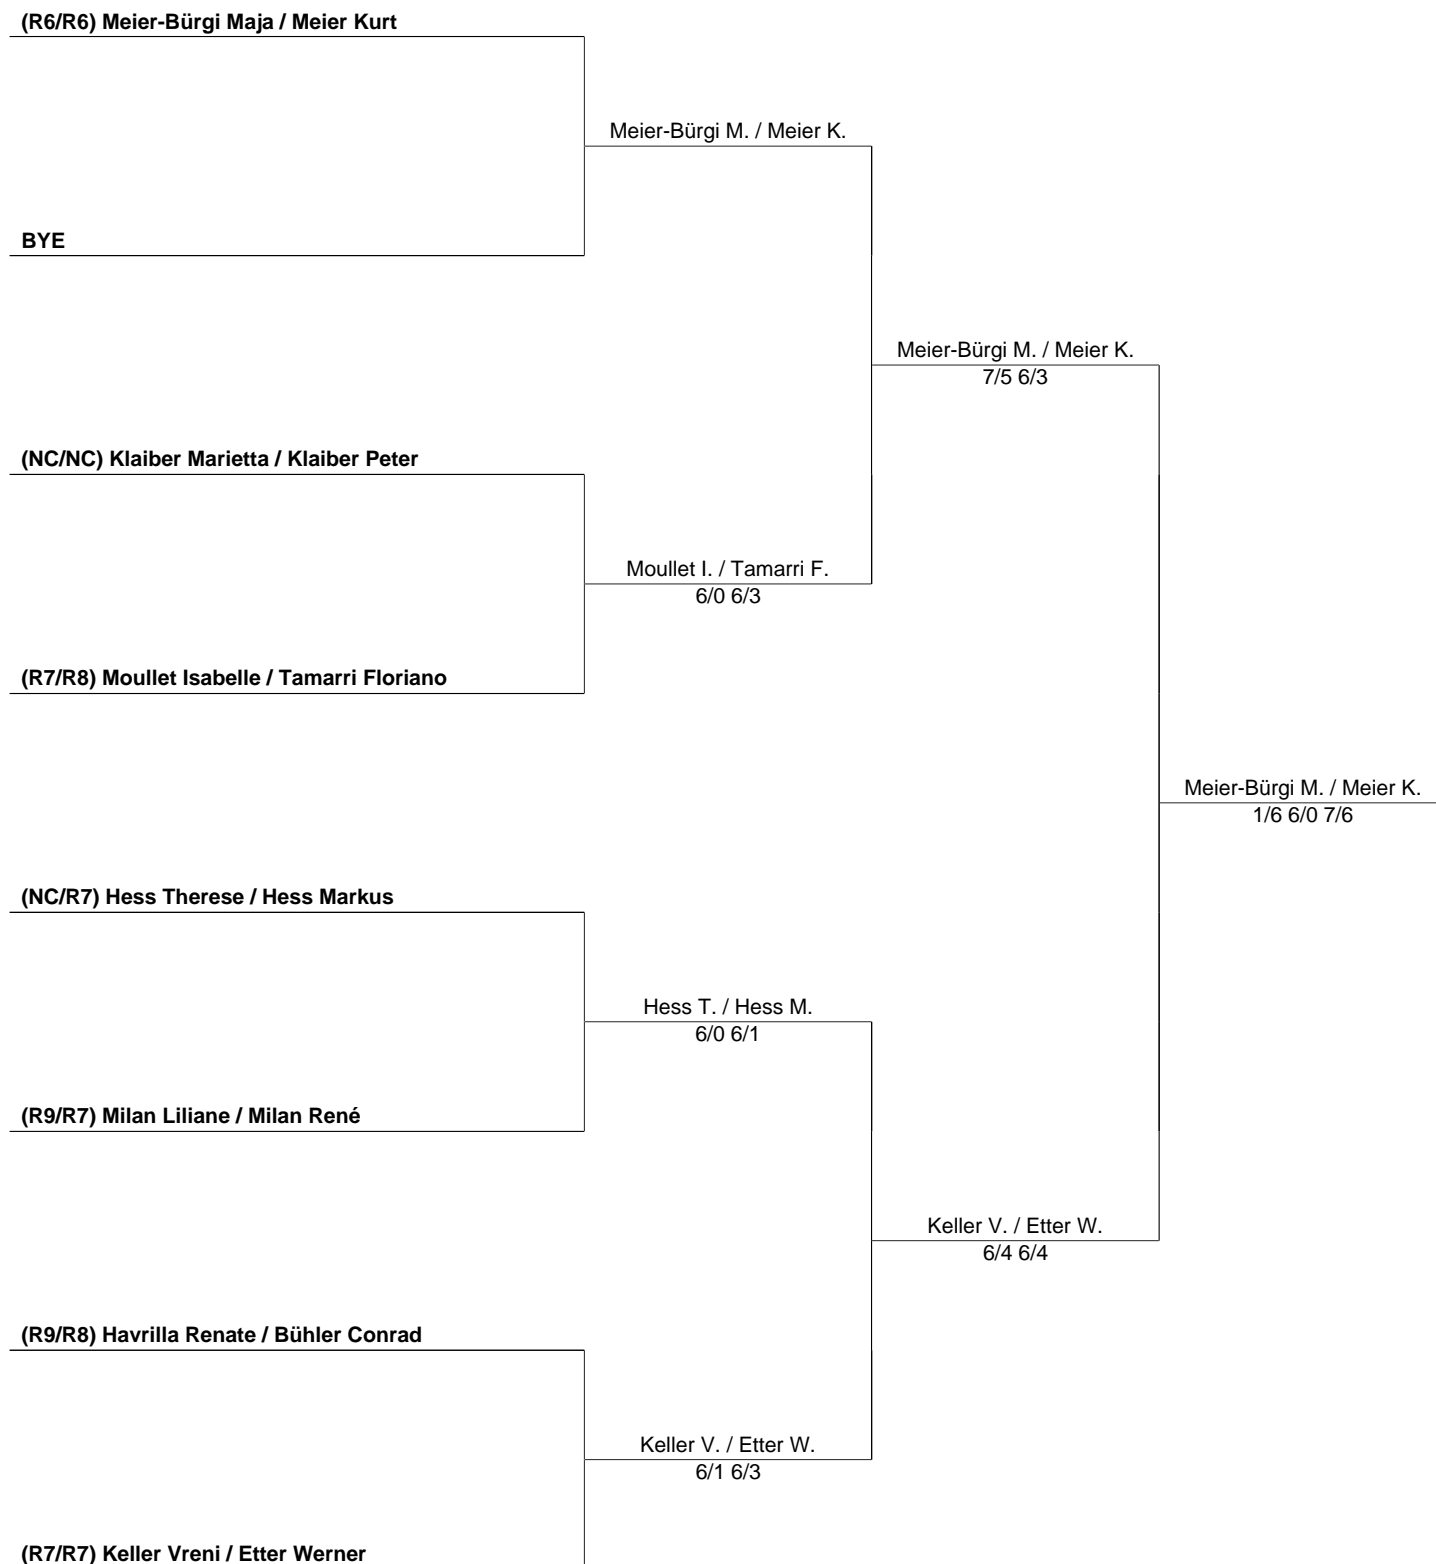 (R6/R6) Meier-Bürgi Maja / Meier Kurt
Meier-Bürgi M. / Meier K.
BYE
Meier-Bürgi M. / Meier K.
7/5 6/3
(NC/NC) Klaiber Marietta / Klaiber Peter
Moullet I. / Tamarri F.
6/0 6/3
(R7/R8) Moullet Isabelle / Tamarri Floriano
Meier-Bürgi M. / Meier K.
1/6 6/0 7/6
(NC/R7) Hess Therese / Hess Markus
Hess T. / Hess M.
6/0 6/1
(R9/R7) Milan Liliane / Milan René
Keller V. / Etter W.
6/4 6/4
(R9/R8) Havrilla Renate / Bühler Conrad
Keller V. / Etter W.
6/1 6/3
(R7/R7) Keller Vreni / Etter Werner